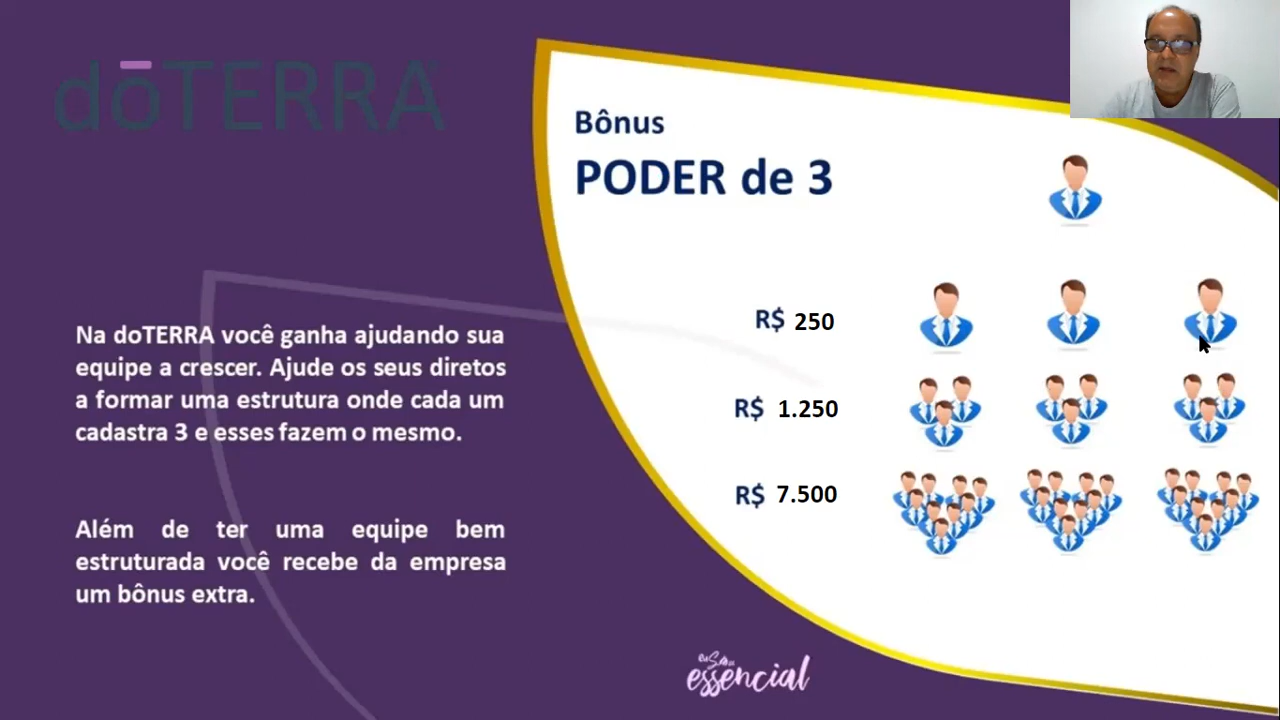 dōTERRA
Bônus
PODER de 3
R$ 250
R$ 1.250
R$ 7.500
Na doTERRA você ganha ajudando sua
equipe a crescer. Ajude os seus diretos
a formar uma estrutura onde cada um
cadastra 3 e esses fazem o mesmo.
Além de ter uma equipe bem
estruturada você recebe da empresa
um bônus extra.
essencial